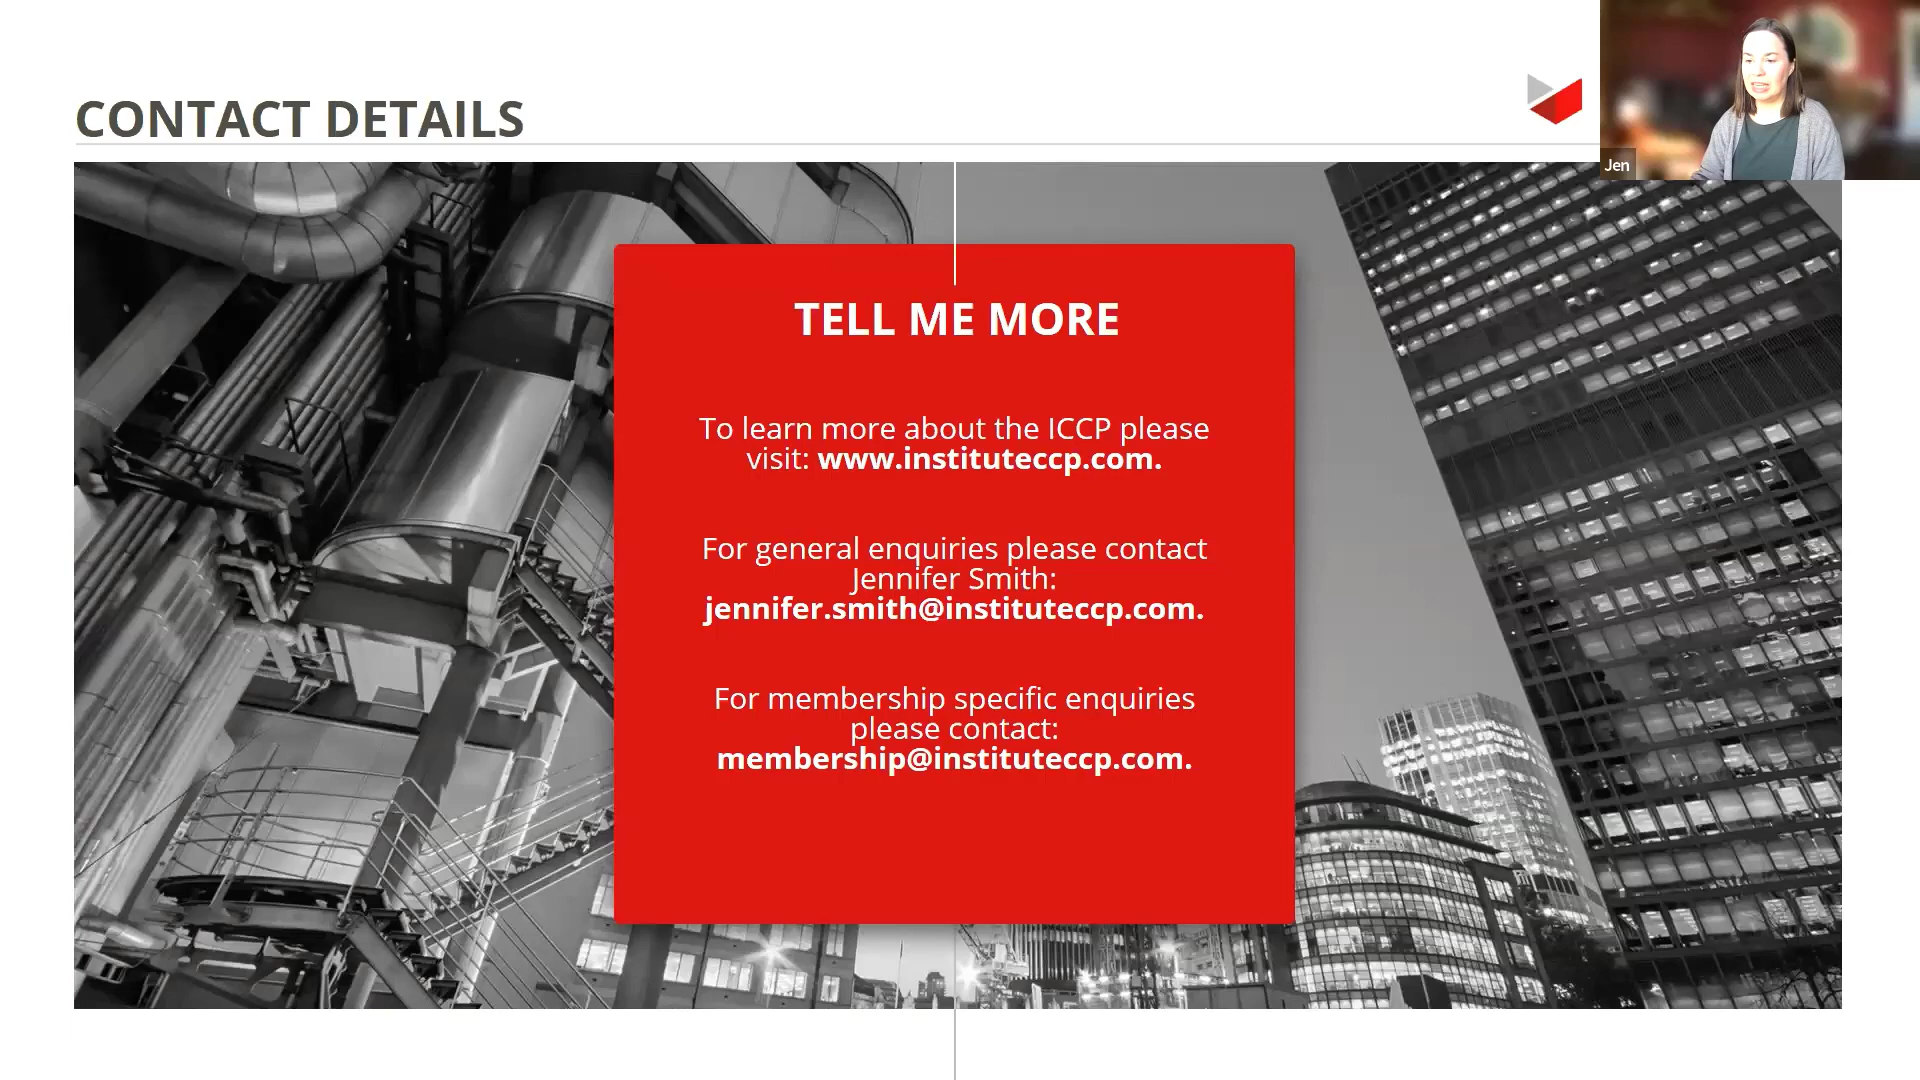 CONTACT DETAILS
Jen
TELL ME MORE
To learn more about the ICCP please
visit: www.instituteccp.com.
For general enquiries please contact
Jennifer Smith:
jennifer.smith@instituteccp.com.
For membership specific enquiries
please contact:
membership@instituteccp.com.